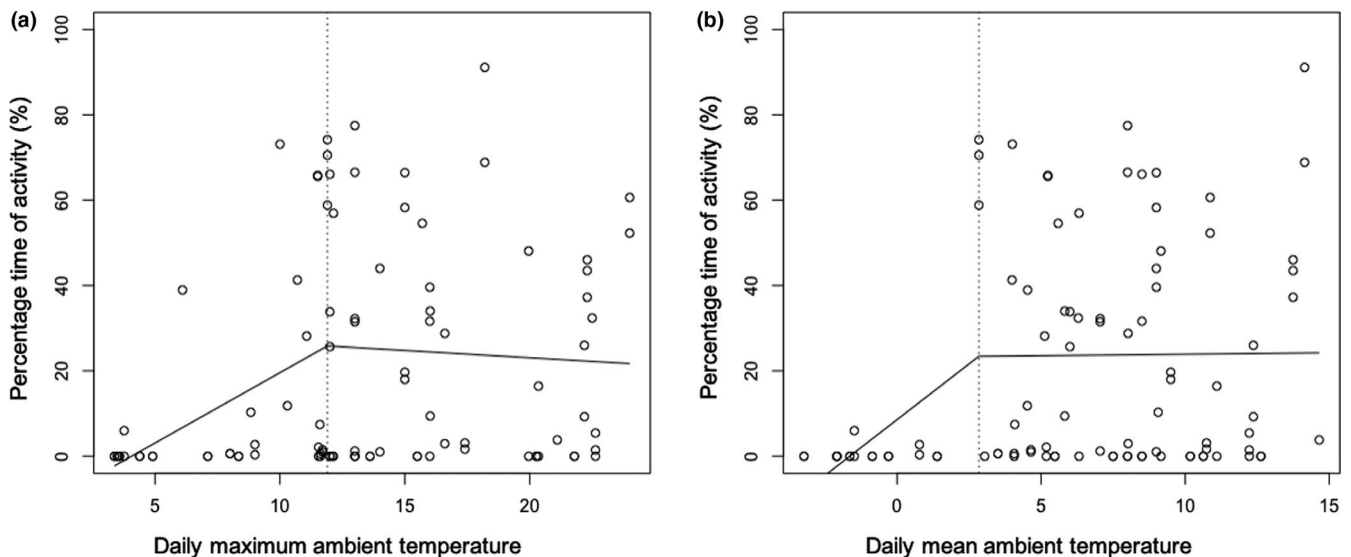 (a)
Percentage time of activity (%)
0 20 40 60 80 100
5 10 15 20
Daily maximum ambient temperature
(b)
Percentage time of activity (%)
0 20 40 60 80 100
0 5 10 15
Daily mean ambient temperature